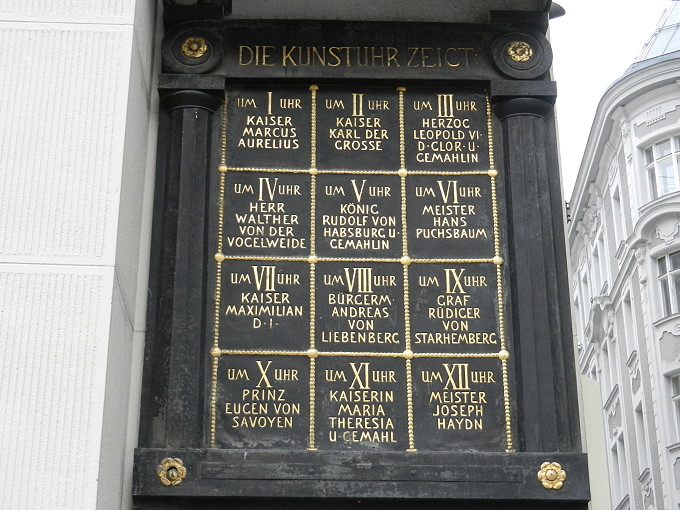 DIE KUNSTUHR ZEIGT:
UM I UHR
KAISER
MARCUS
AURELIUS
UM II UHR
KAISER
KARL DER
GROSSE
UM III UHR
HERZOG
LEOPOLD VI·
D·GLOR·U·
GEMAHLIN
UM IV UHR
HERR
WALTHER
VON DER
VOGELWEIDE
UM V UHR
KÖNIG
RUDOLF VON
HABSBURG U·
GEMAHLIN
UM VI UHR
MEISTER
HANS
PUCHSBAUM
UM VII UHR
KAISER
MAXIMILIAN
D·I·
UM VIII UHR
BÜRGERM·
ANDREAS
VON
LIEBENBERG
UM IX UHR
GRAF
RÜDIGER
VON
STARHEMBERG
UM X UHR
PRINZ
EUGEN VON
SAVOYEN
UM XI UHR
KAISERIN
MARIA
THERESIA
U·GEMAHL
UM XII UHR
MEISTER
JOSEPH
HAYDN